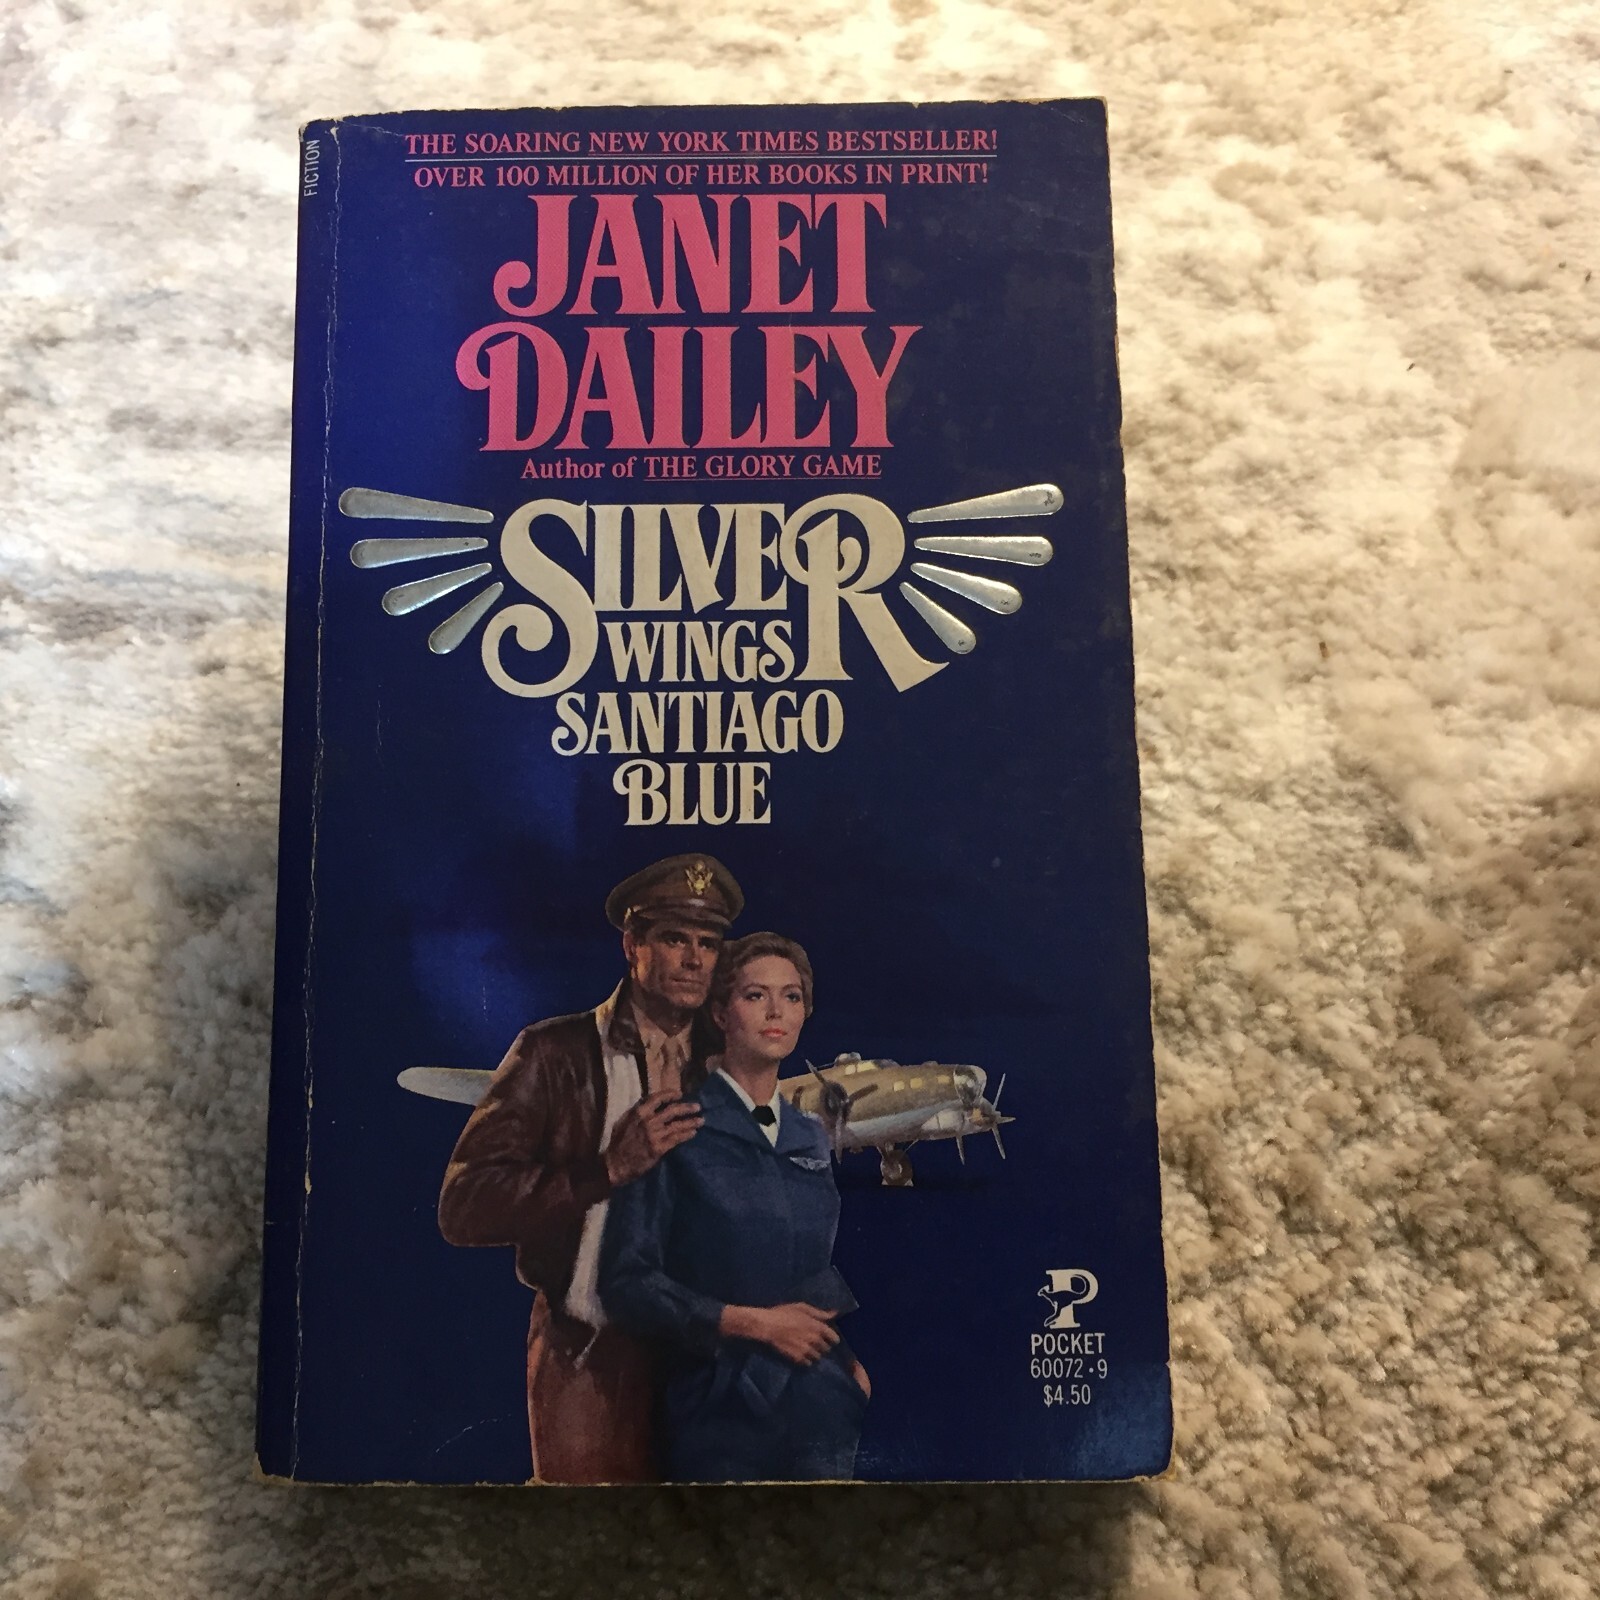 FICTION
THE SOARING NEW YORK TIMES BESTSELLER!
OVER 100 MILLION OF HER BOOKS IN PRINT!
JANET
DAILEY
Author of THE GLORY GAME
SILVER
WINGS
SANTIAGO
BLUE
P
POCKET
60072•9
$4.50